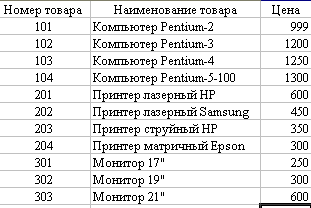 Номер товара Наименование товара Цена
101 Компьютер Pentium-2 999
102 Компьютер Pentium-3 1200
103 Компьютер Pentium-4 1250
104 Компьютер Pentium-5-100 1300
201 Принтер лазерный HP 600
202 Принтер лазерный Samsung 450
203 Принтер струйный HP 350
204 Принтер матричный Epson 300
301 Монитор 17" 250
302 Монитор 19" 300
303 Монитор 21" 600